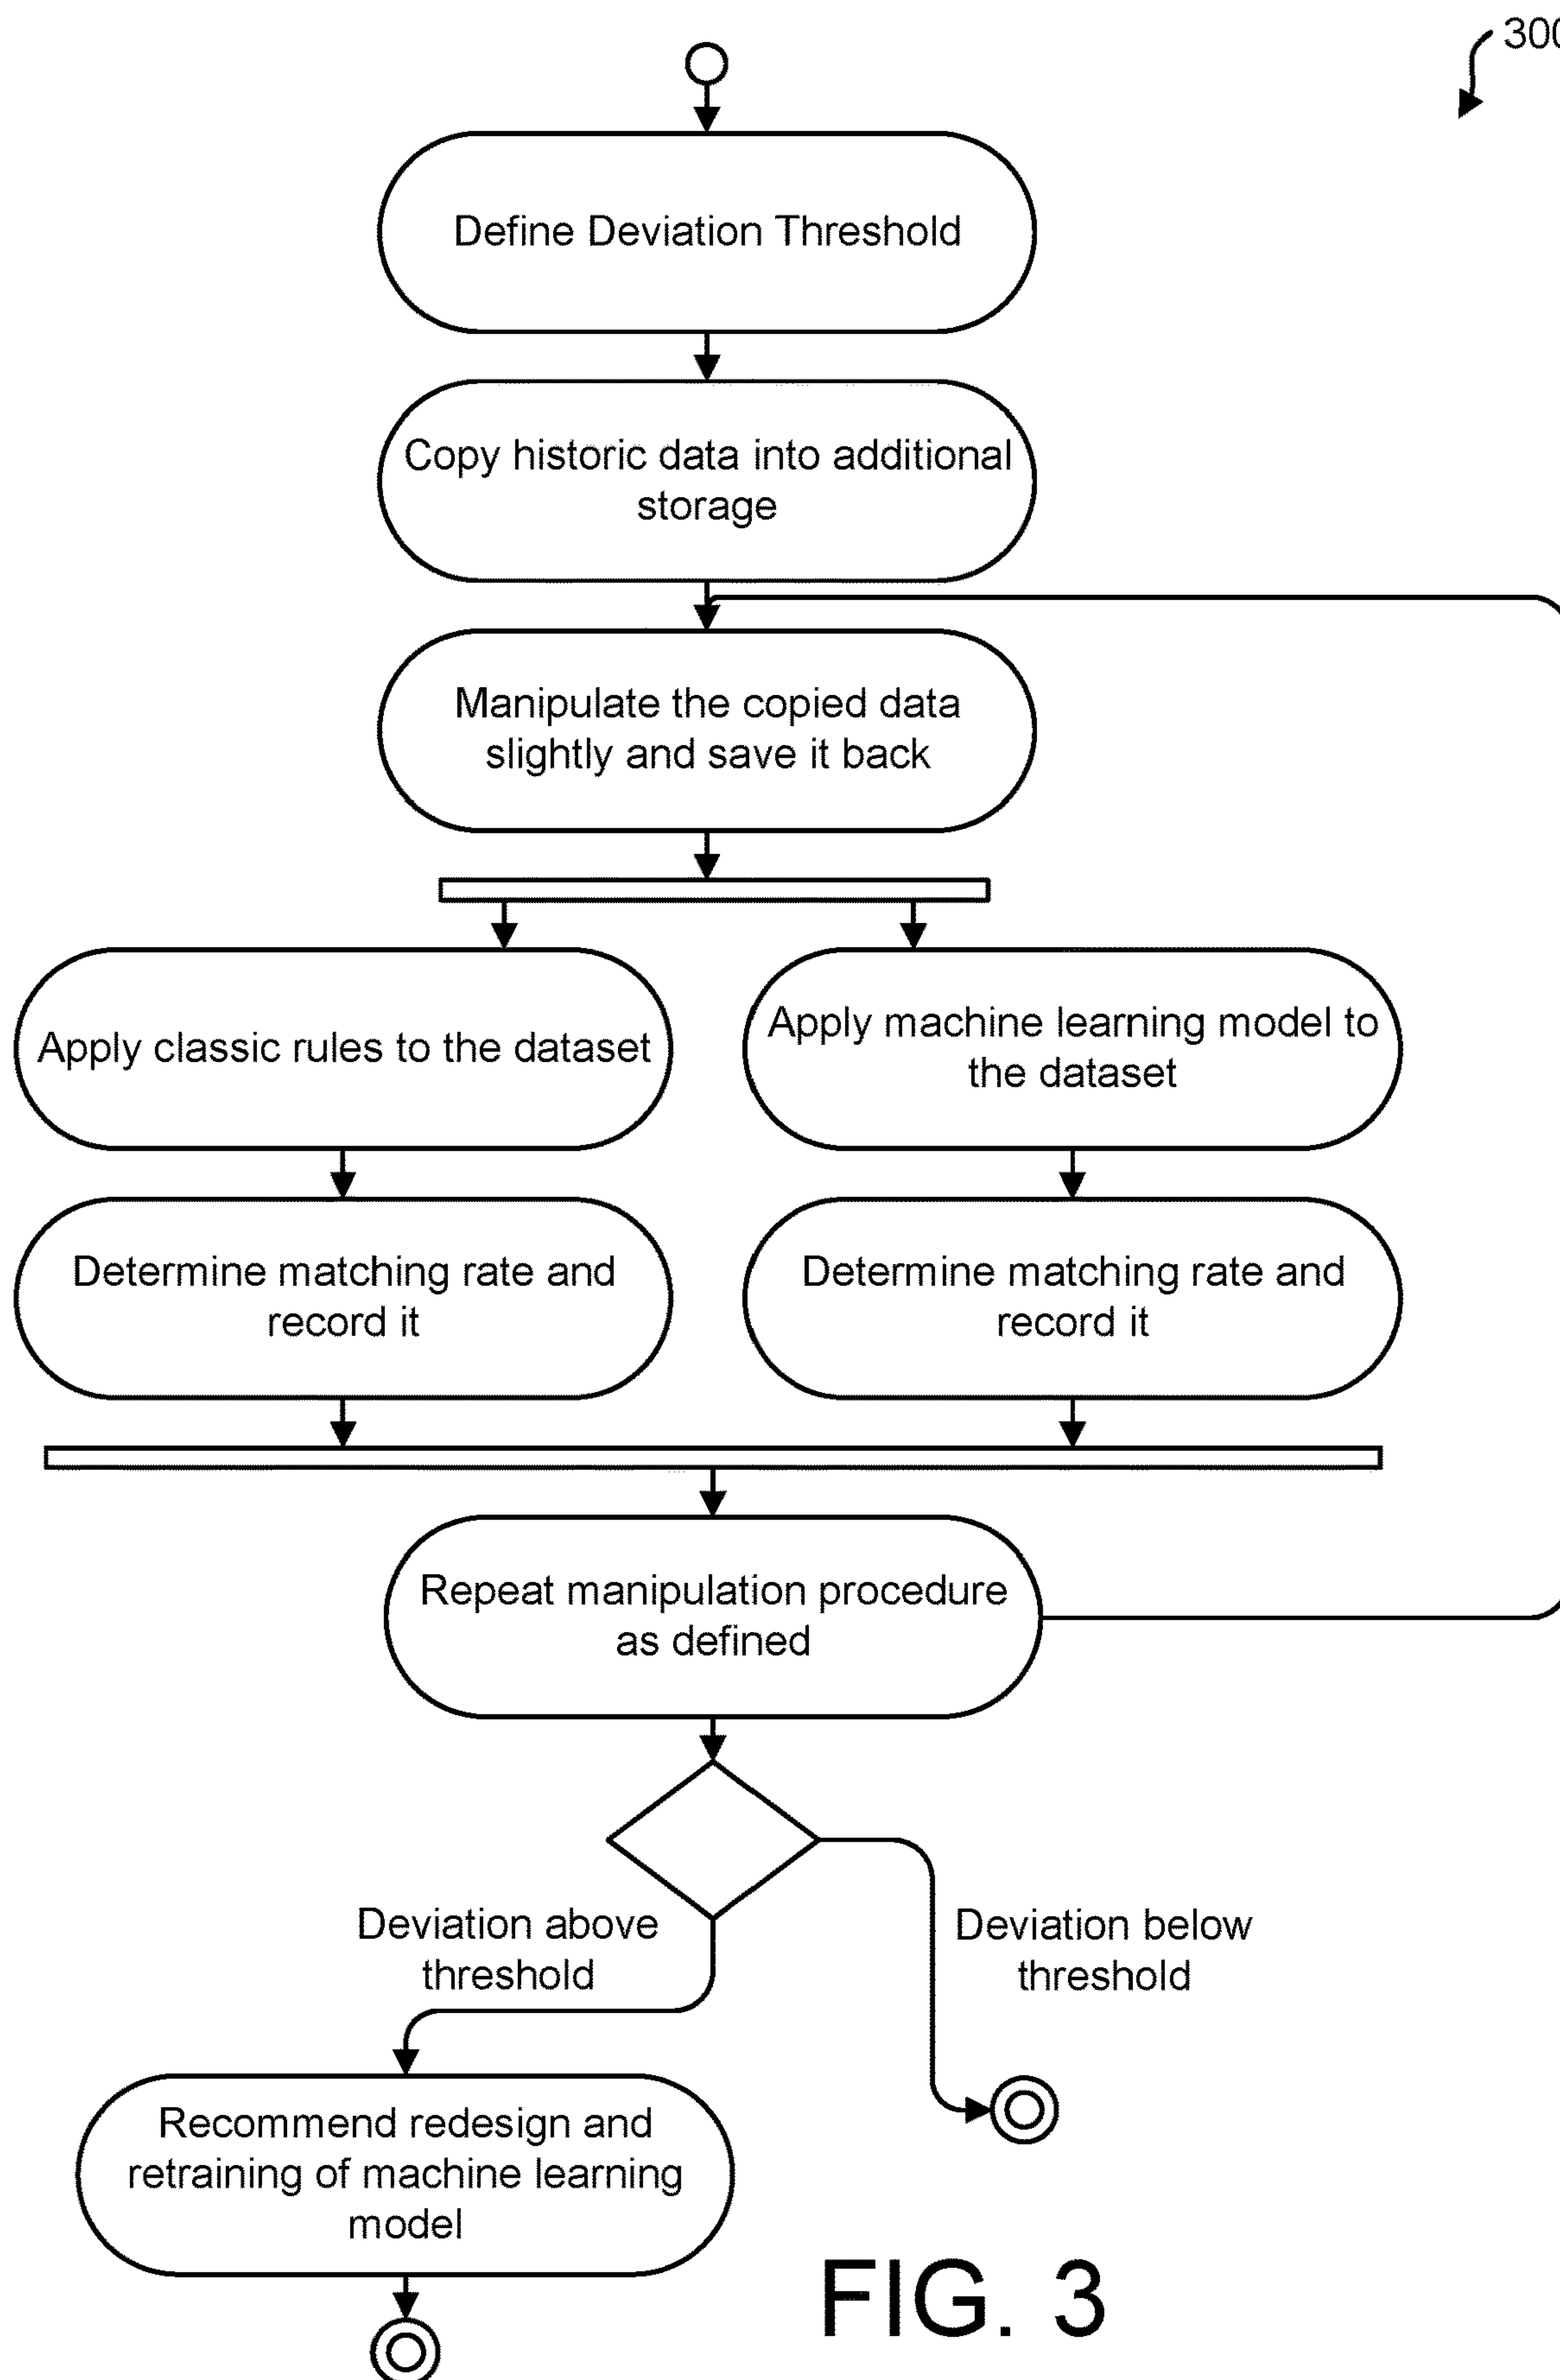 300
Define Deviation Threshold
Copy historic data into additional
storage
Manipulate the copied data
slightly and save it back
Apply classic rules to the dataset
Apply machine learning model to
the dataset
Determine matching rate and
record it
Determine matching rate and
record it
Repeat manipulation procedure
as defined
Deviation above
threshold
Deviation below
threshold
Recommend redesign and
retraining of machine learning
model
FIG. 3